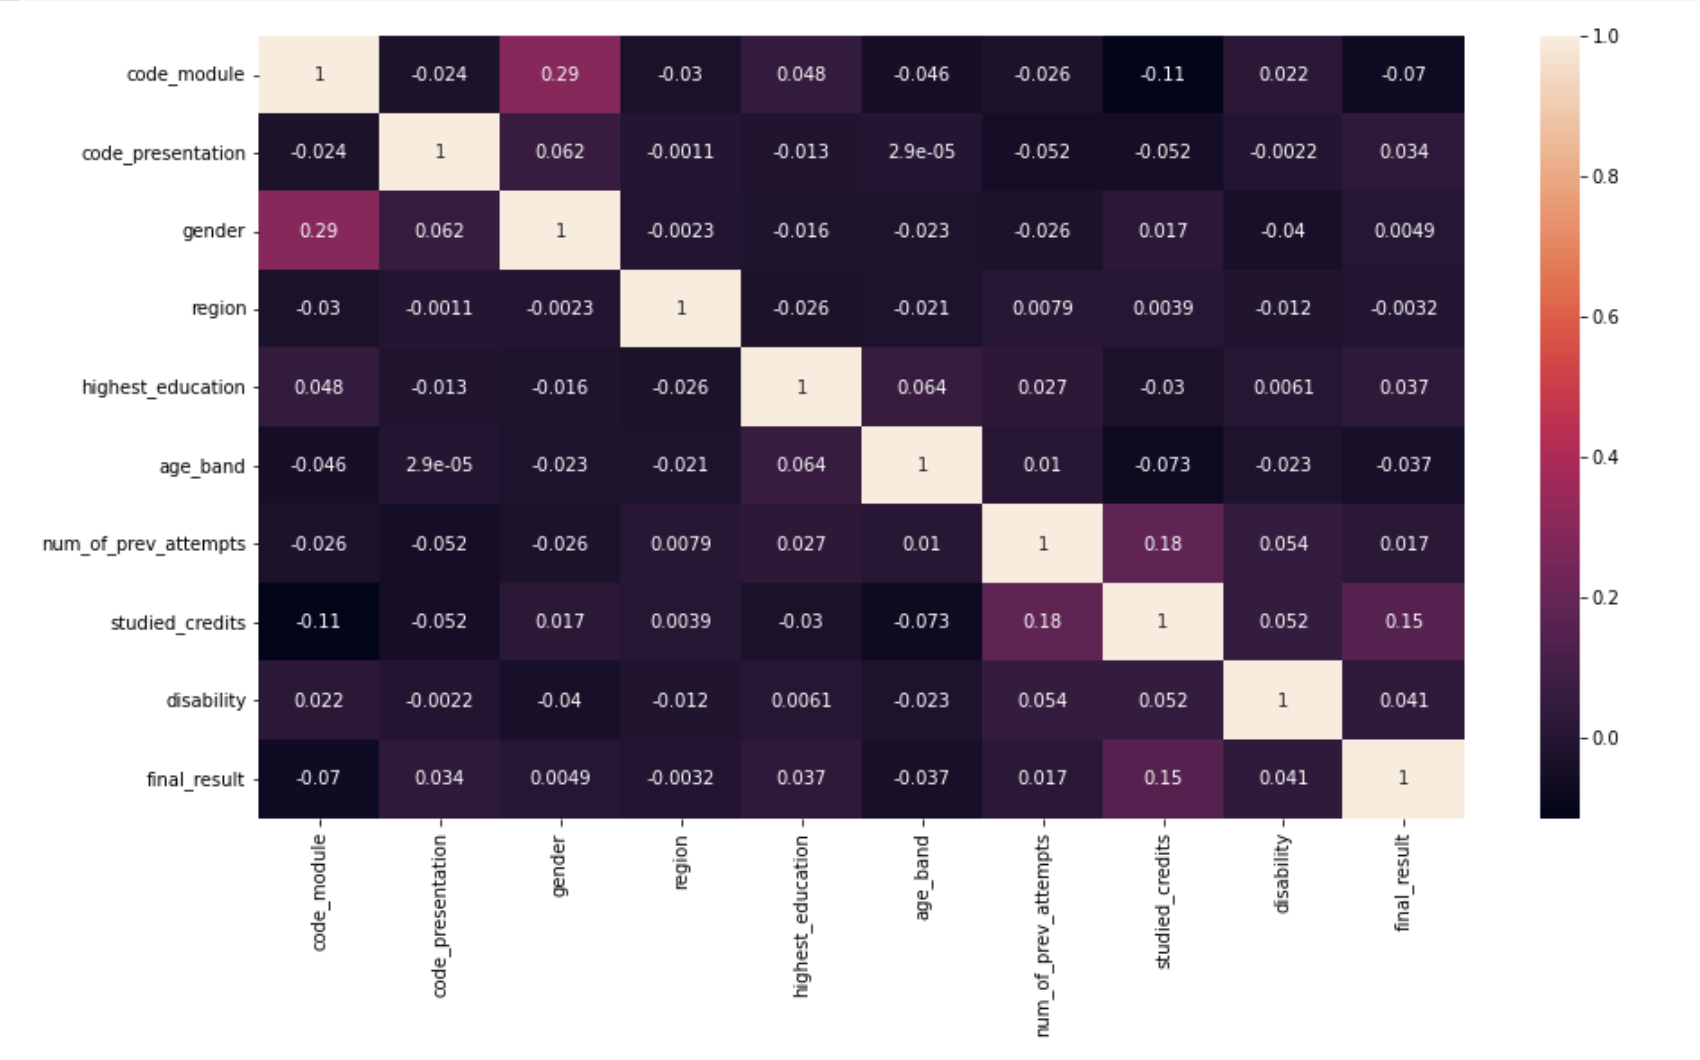 code_module 1 -0.024 0.29 -0.03 0.048 -0.046 -0.026 -0.11 0.022 -0.07
code_presentation -0.024 1 0.062 -0.0011 -0.013 2.9e-05 -0.052 -0.052 -0.0022 0.034
gender 0.29 0.062 1 -0.0023 -0.016 -0.023 -0.026 0.017 -0.04 0.0049
region -0.03 -0.0011 -0.0023 1 -0.026 -0.021 0.0079 0.0039 -0.012 -0.0032
highest_education 0.048 -0.013 -0.016 -0.026 1 0.064 0.027 -0.03 0.0061 0.037
age_band -0.046 2.9e-05 -0.023 -0.021 0.064 1 0.01 -0.073 -0.023 -0.037
num_of_prev_attempts -0.026 -0.052 -0.026 0.0079 0.027 0.01 1 0.18 0.054 0.017
studied_credits -0.11 -0.052 0.017 0.0039 -0.03 -0.073 0.18 1 0.052 0.15
disability 0.022 -0.0022 -0.04 -0.012 0.0061 -0.023 0.054 0.052 1 0.041
final_result -0.07 0.034 0.0049 -0.0032 0.037 -0.037 0.017 0.15 0.041 1
code_module
code_presentation
gender
region
highest_education
age_band
num_of_prev_attempts
studied_credits
disability
final_result
1.0
0.8
0.6
0.4
0.2
0.0